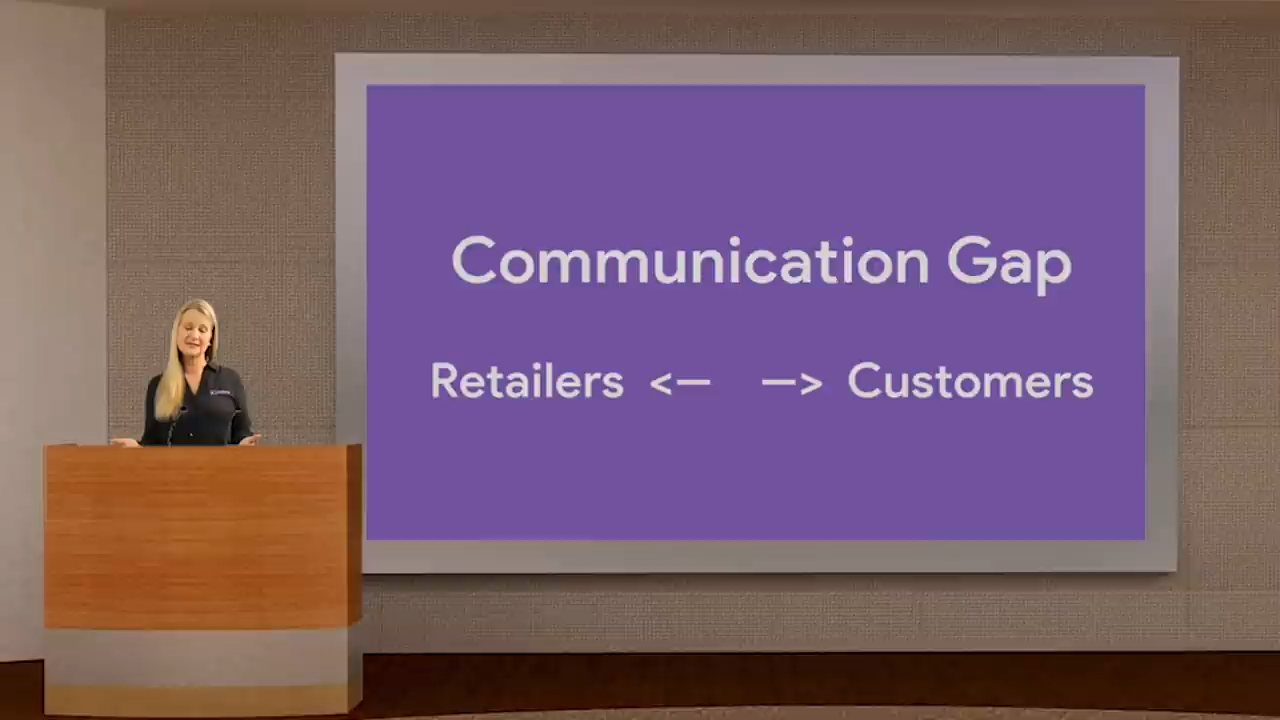 Communication Gap
Retailers <— —> Customers